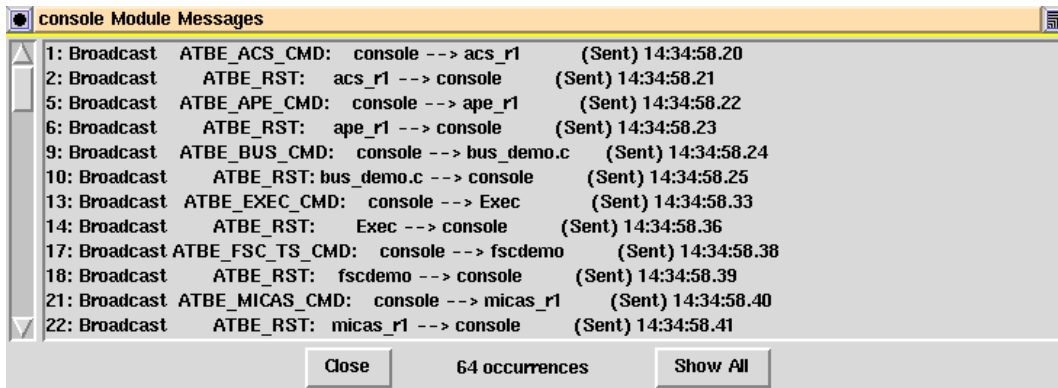 console Module Messages
1: Broadcast ATBE_ACS_CMD: console --> acs_r1 (Sent) 14:34:58.20
2: Broadcast ATBE_RST: acs_r1 --> console (Sent) 14:34:58.21
5: Broadcast ATBE_APE_CMD: console --> ape_r1 (Sent) 14:34:58.22
6: Broadcast ATBE_RST: ape_r1 --> console (Sent) 14:34:58.23
9: Broadcast ATBE_BUS_CMD: console --> bus_demo.c (Sent) 14:34:58.24
10: Broadcast ATBE_RST: bus_demo.c --> console (Sent) 14:34:58.25
13: Broadcast ATBE_EXEC_CMD: console --> Exec (Sent) 14:34:58.33
14: Broadcast ATBE_RST: Exec --> console (Sent) 14:34:58.36
17: Broadcast ATBE_FSC_TS_CMD: console --> fscdemo (Sent) 14:34:58.38
18: Broadcast ATBE_RST: fscdemo --> console (Sent) 14:34:58.39
21: Broadcast ATBE_MICAS_CMD: console --> micas_r1 (Sent) 14:34:58.40
22: Broadcast ATBE_RST: micas_r1 --> console (Sent) 14:34:58.41
Close 64 occurrences Show All